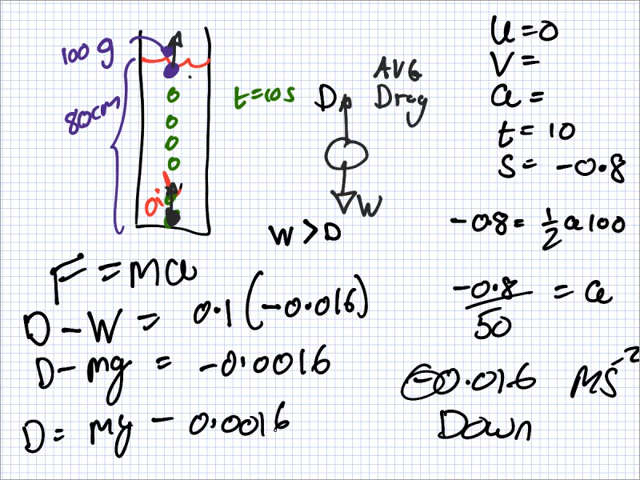 100 g
80cm
oil
t=10s
AVG
Drag
D
W
W > D
U = 0
V =
a =
t = 10
S = -0.8
-0.8 = 1/2 a 100
-0.8/50 = a
-0.016 MS^-2
Down
F = Ma
D - W = 0.1(-0.016)
D - mg = -0.0016
D = mg - 0.0016